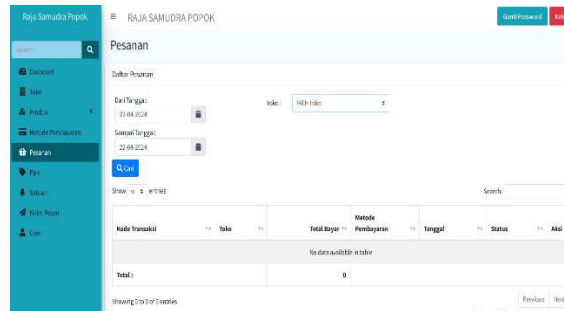 Raja Samudra Popok
RAJA SAMUDRA POPOK
Ganti Password
Search
Pesanan
Dasboard
Toko
Produk
Metode Pembayaran
Pesanan
Satuan
Kirim Pesan
User
Daftar Pesanan
Dari Tanggal :
22-04-2024
Toko :
Pilih Toko
Sampai Tanggal :
22-04-2024
Cari
Show entries
Search:
Kode Transaksi Toko Total Bayar Metode Pembayaran Tanggal Status Aksi
No data available in table
Total : 0
Showing 0 to 0 of 0 entries
Previous